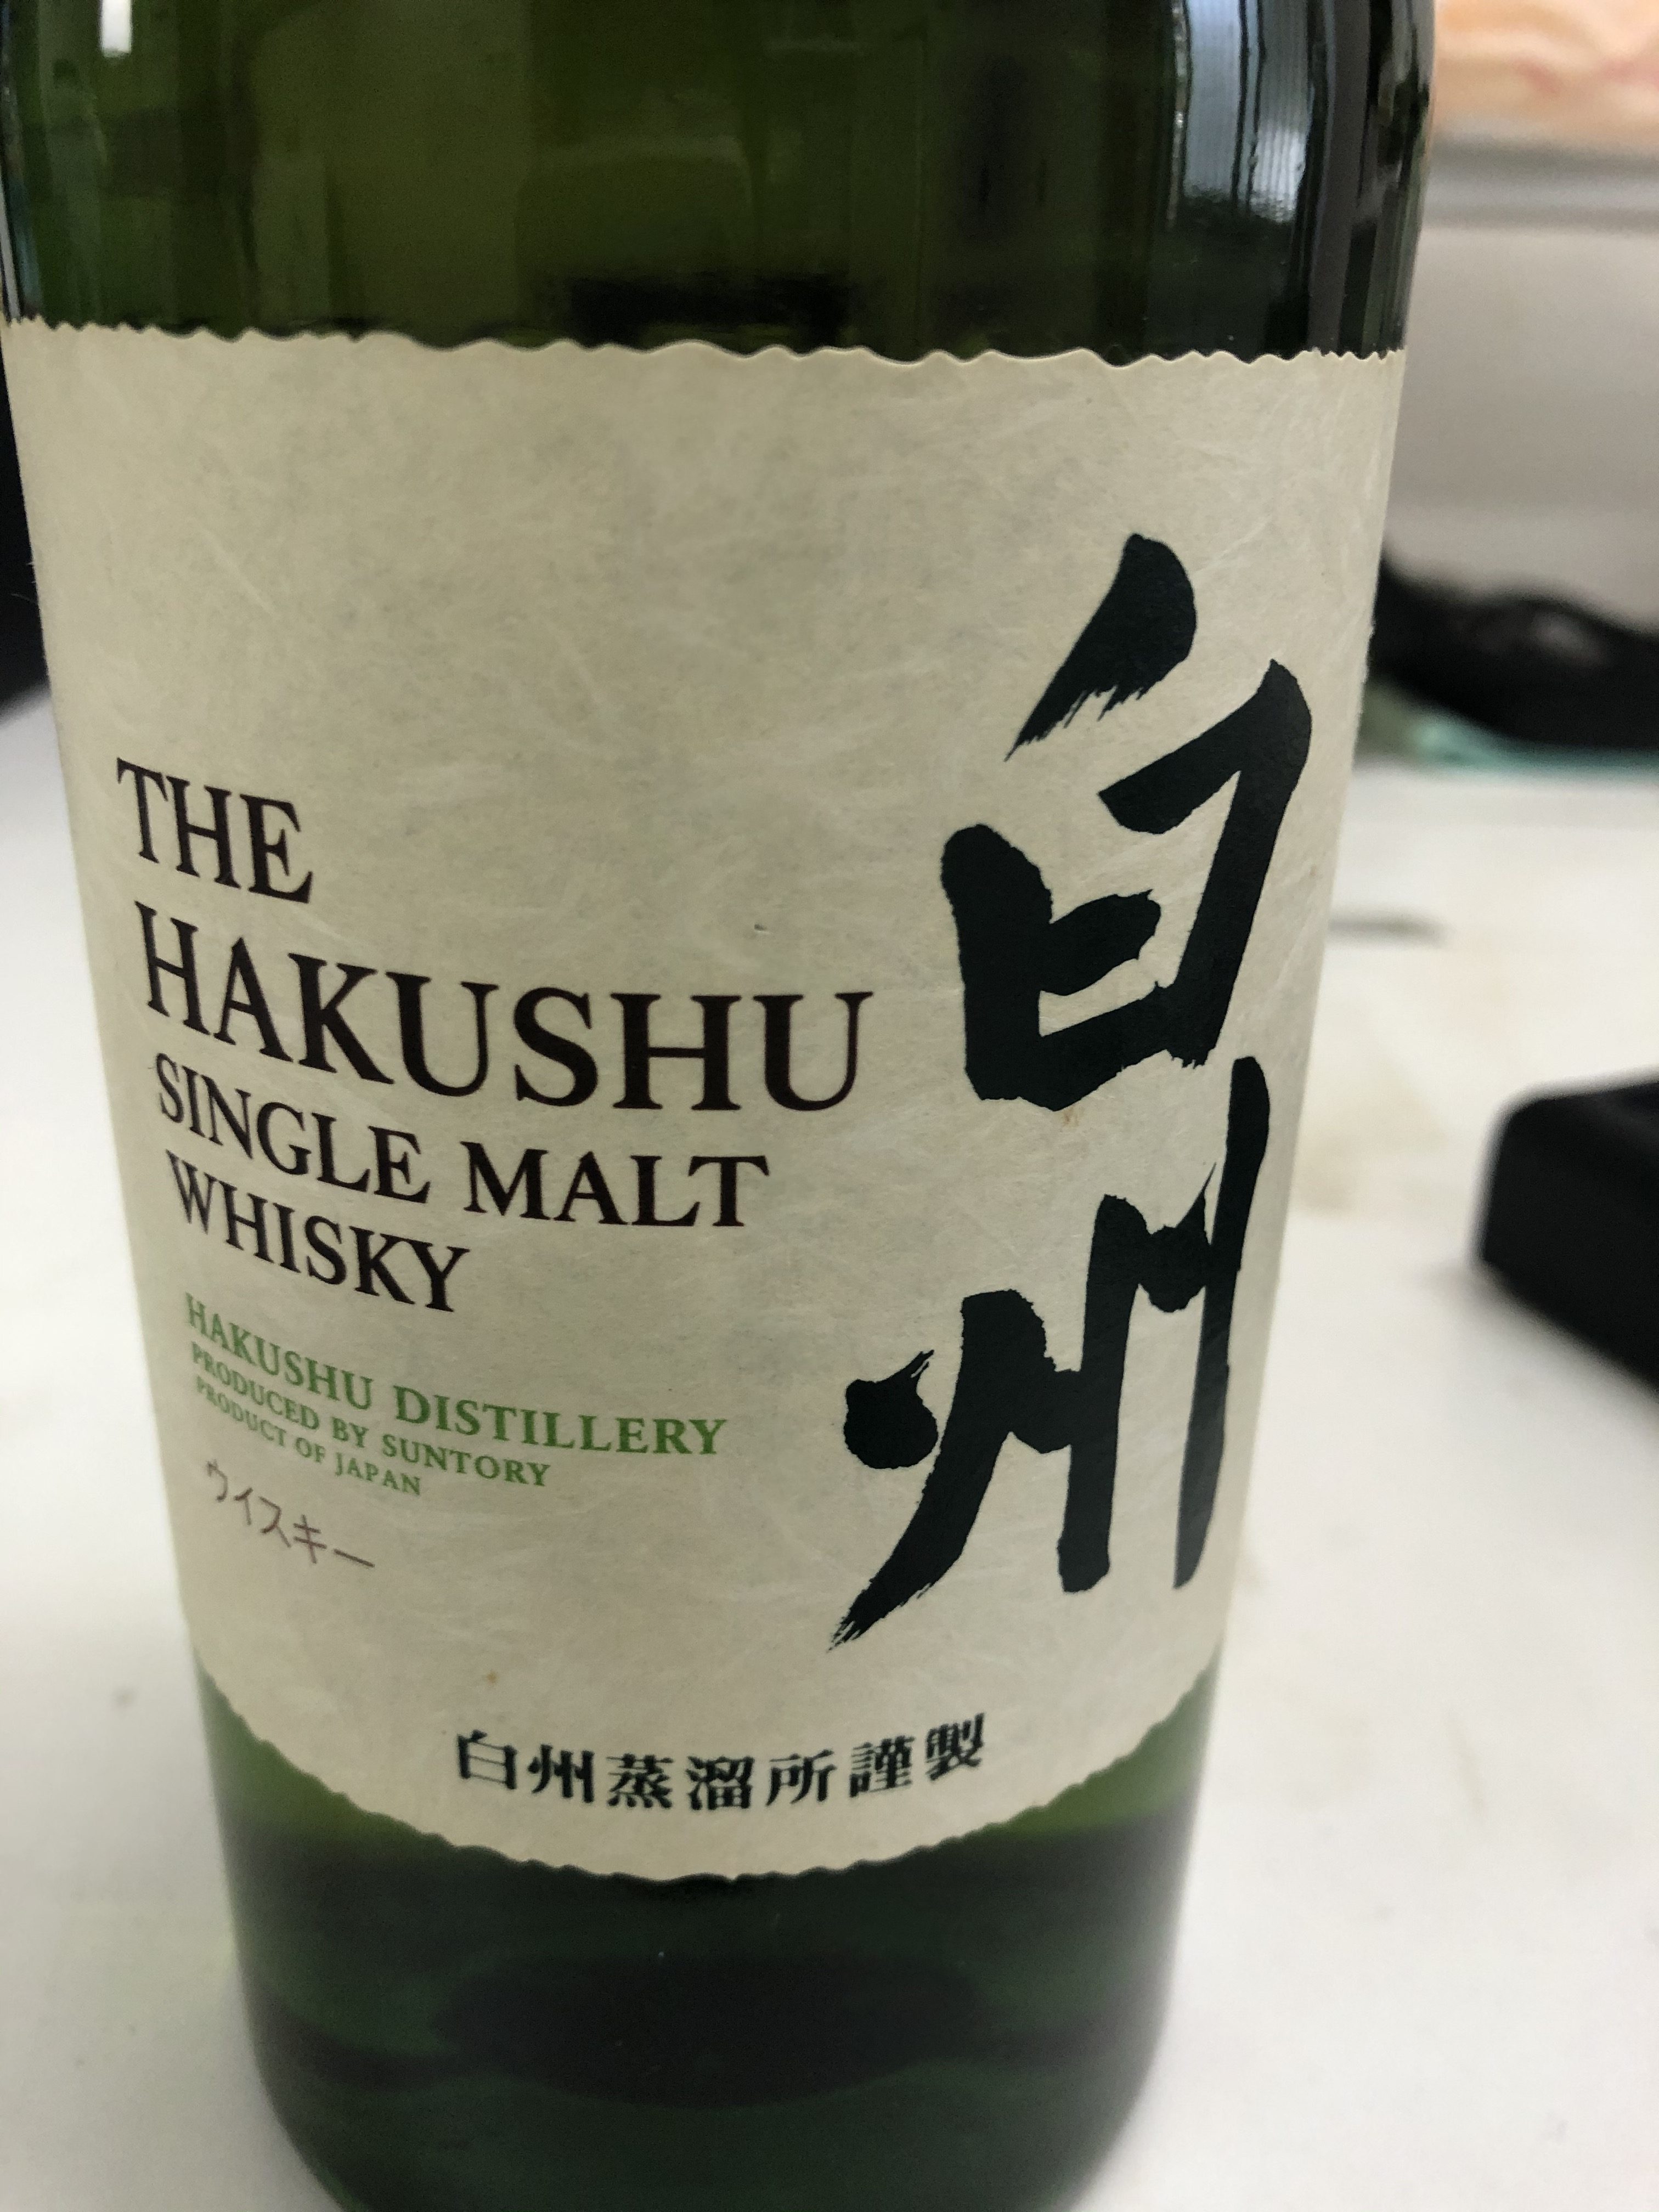 THE
HAKUSHU
SINGLE MALT
WHISKY
HAKUSHU DISTILLERY
PRODUCED BY SUNTORY
PRODUCT OF JAPAN
ウイスキー
白州
白州蒸溜所謹製